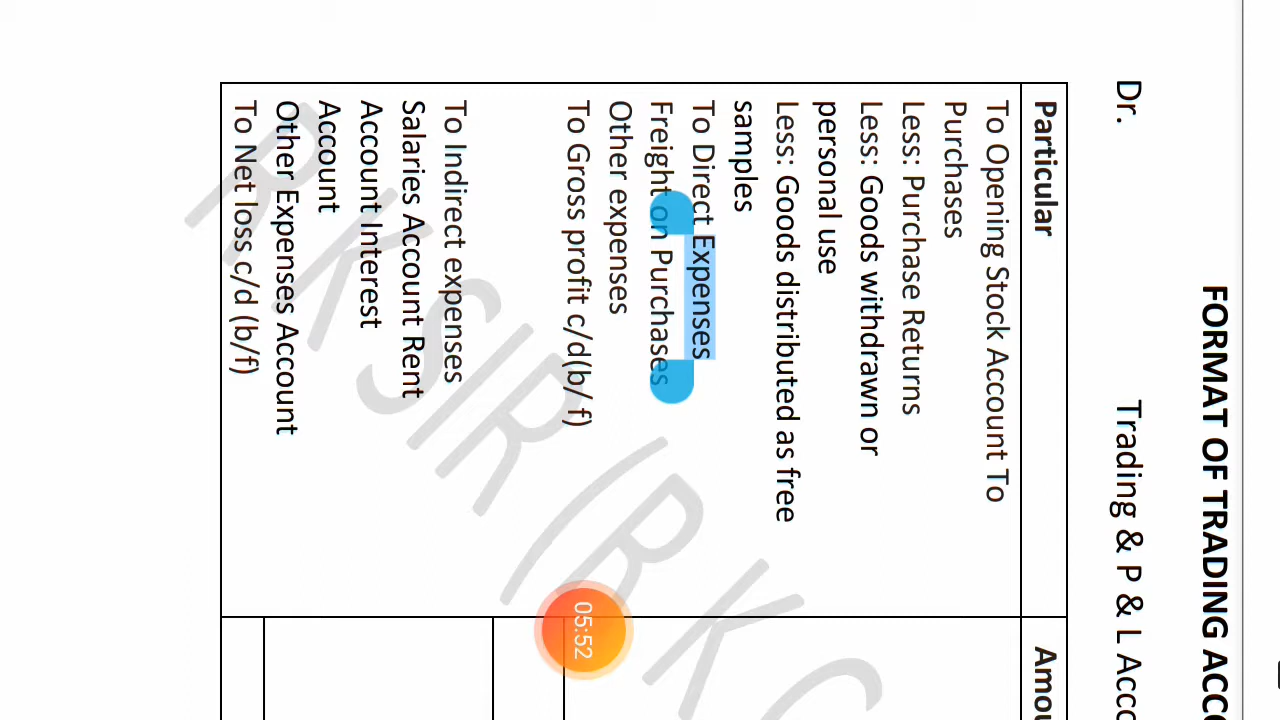 FORMAT OF TRADING ACCO
Dr.
Trading & P & L Acco
Particular
Amou
To Opening Stock Account To
Purchases
Less: Purchase Returns
Less: Goods withdrawn or
personal use
Less: Goods distributed as free
samples
To Direct Expenses
Freight on Purchases
Other expenses
To Gross profit c/d(b/ f)
To Indirect expenses
Salaries Account Rent
Account Interest
Account
Other Expenses Account
To Net loss c/d (b/f)
RKSIR(RKC
05:52